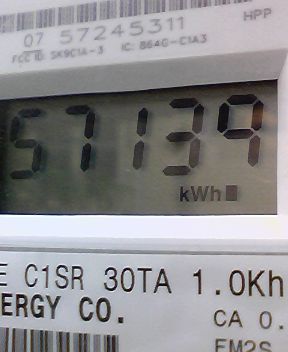 07 57245311
HPP
FCC ID: SK9C1A-3 IC: 864G-C1A3
57139
kWh
E C1SR 30TA 1.0Kh
ERGY CO.
CA 0.
EM2S